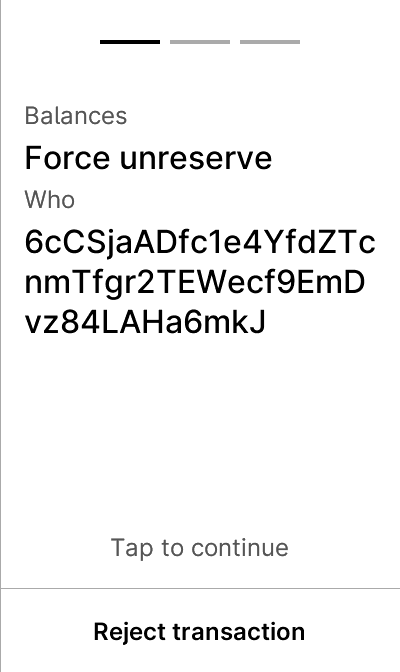 Balances
Force unreserve
Who
6cCSjaADfc1e4YfdZTc
nmTfgr2TEWecf9EmD
vz84LAHa6mkJ
Tap to continue
Reject transaction